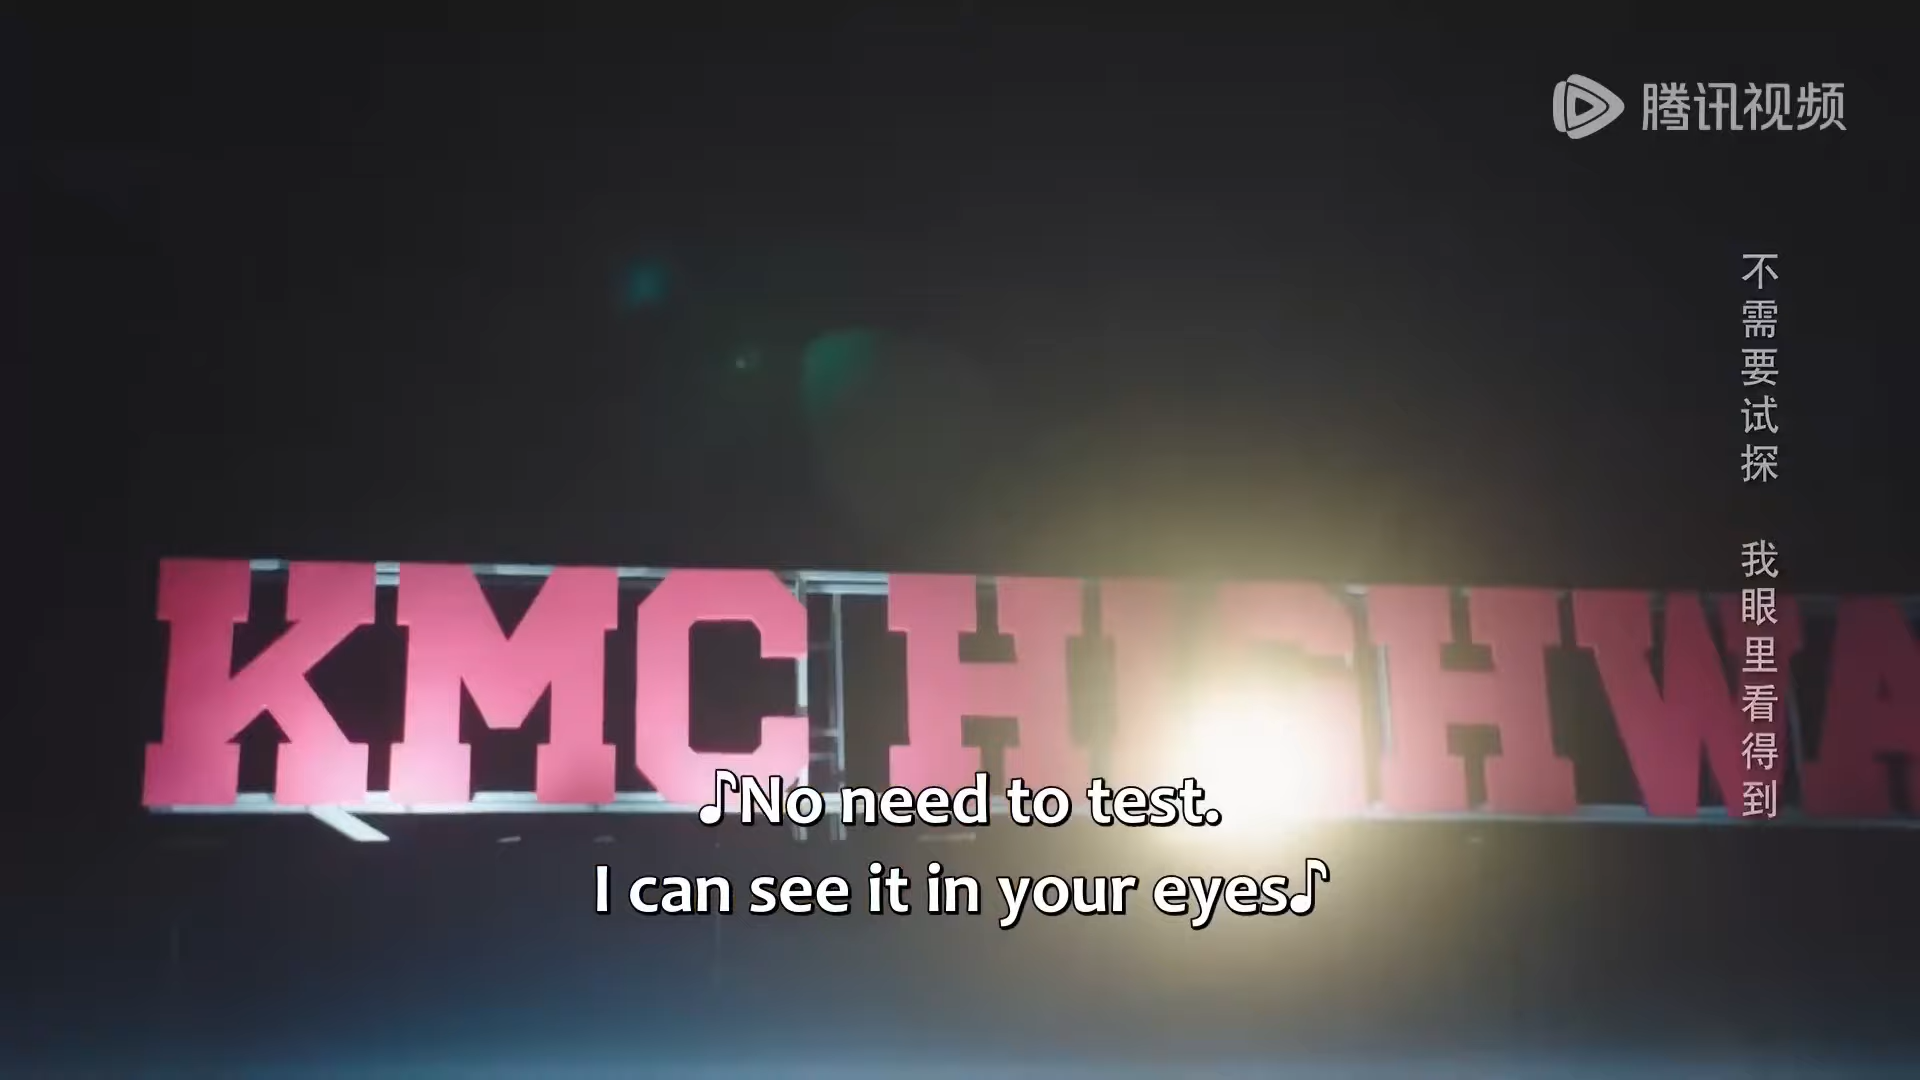 腾讯视频
不需要试探 我眼里看得到
KMC HIGHWA
♪No need to test.
I can see it in your eyes♪